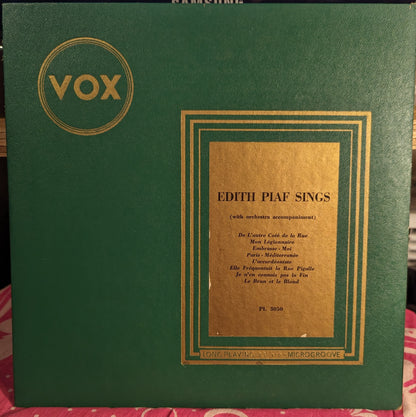 SAMSUNG
VOX
EDITH PIAF SINGS
(with orchestra accompaniment)
De L'autre Coté de la Rue
Mon Légionnaire
Embrasse - Moi
Paris - Méditerranée
L'accordéoniste
Elle Fréquentait la Rue Pigalle
Je n'en connais pas la Fin
Le Brun et le Blond
PL 3050
LONG PLAYING MICROGROOVE